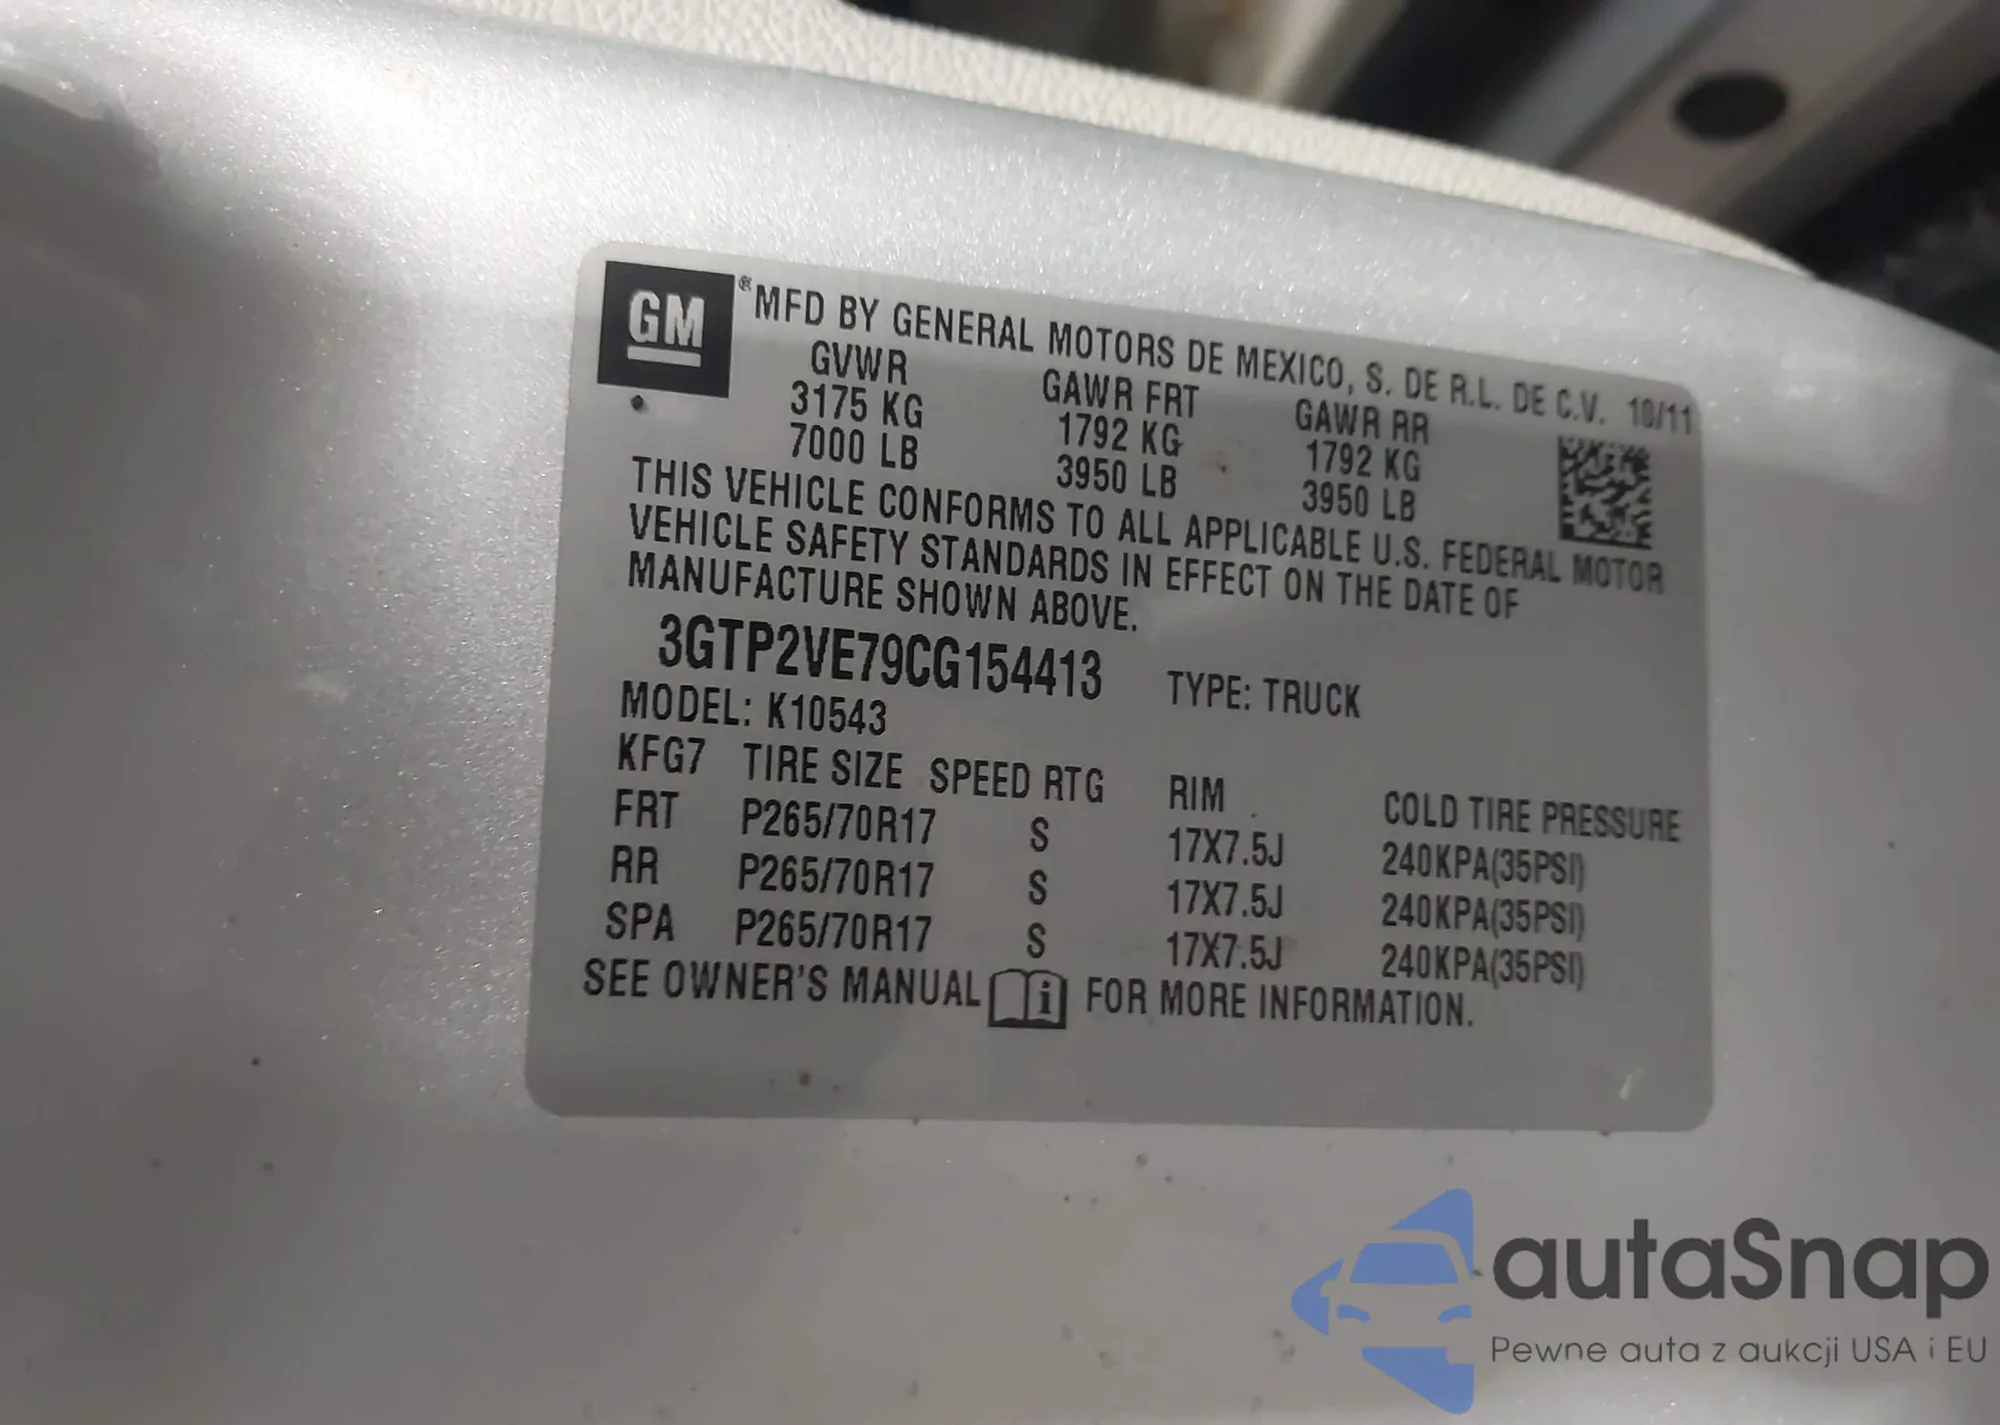 GM ® MFD BY GENERAL MOTORS DE MEXICO, S. DE R.L. DE C.V. 10/11
GVWR GAWR FRT GAWR RR
3175 KG 1792 KG 1792 KG
7000 LB 3950 LB 3950 LB
THIS VEHICLE CONFORMS TO ALL APPLICABLE U.S. FEDERAL MOTOR
VEHICLE SAFETY STANDARDS IN EFFECT ON THE DATE OF
MANUFACTURE SHOWN ABOVE.
3GTP2VE79CG154413 TYPE: TRUCK
MODEL: K10543
KFG7 TIRE SIZE SPEED RTG RIM COLD TIRE PRESSURE
FRT P265/70R17 S 17X7.5J 240KPA(35PSI)
RR P265/70R17 S 17X7.5J 240KPA(35PSI)
SPA P265/70R17 S 17X7.5J 240KPA(35PSI)
SEE OWNER'S MANUAL i FOR MORE INFORMATION.
autaSnap
Pewne auta z aukcji USA i EU